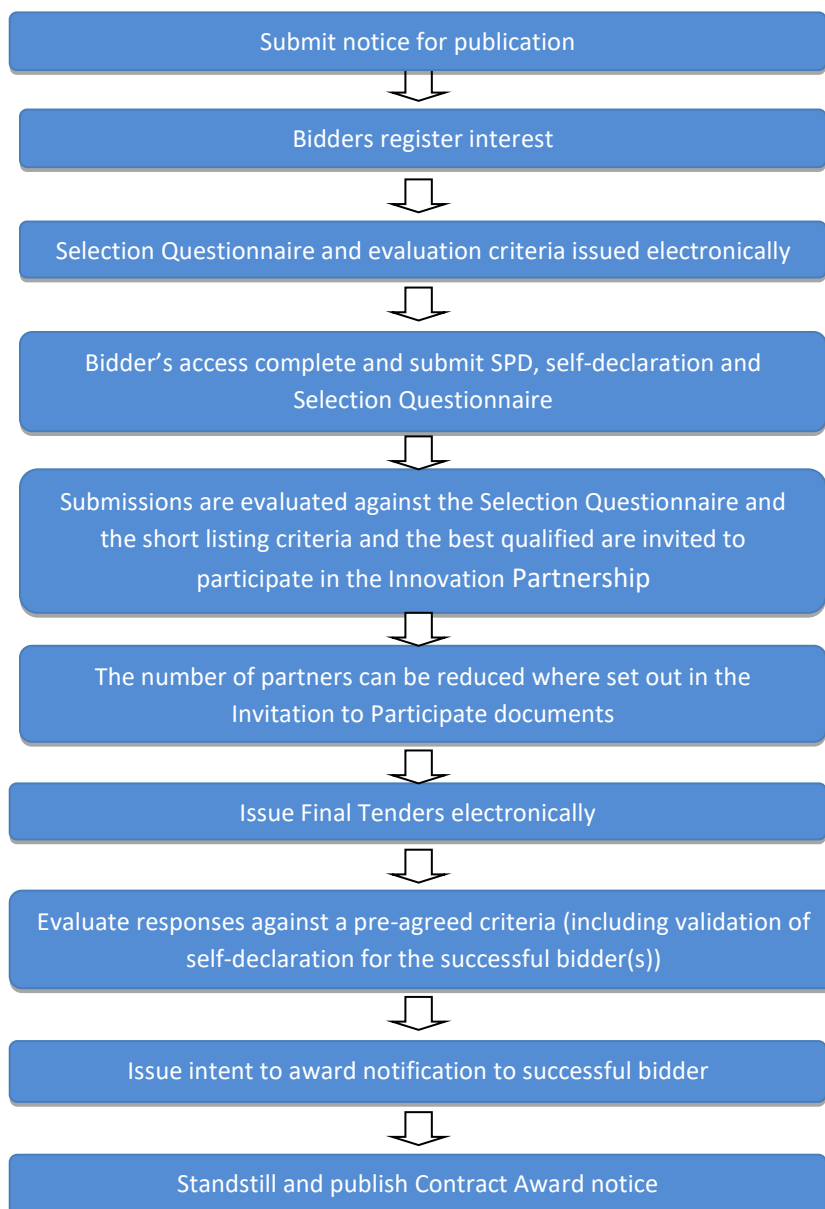 Submit notice for publication
Bidders register interest
Selection Questionnaire and evaluation criteria issued electronically
Bidder’s access complete and submit SPD, self-declaration and
Selection Questionnaire
Submissions are evaluated against the Selection Questionnaire and
the short listing criteria and the best qualified are invited to
participate in the Innovation Partnership
The number of partners can be reduced where set out in the
Invitation to Participate documents
Issue Final Tenders electronically
Evaluate responses against a pre-agreed criteria (including validation of
self-declaration for the successful bidder(s))
Issue intent to award notification to successful bidder
Standstill and publish Contract Award notice